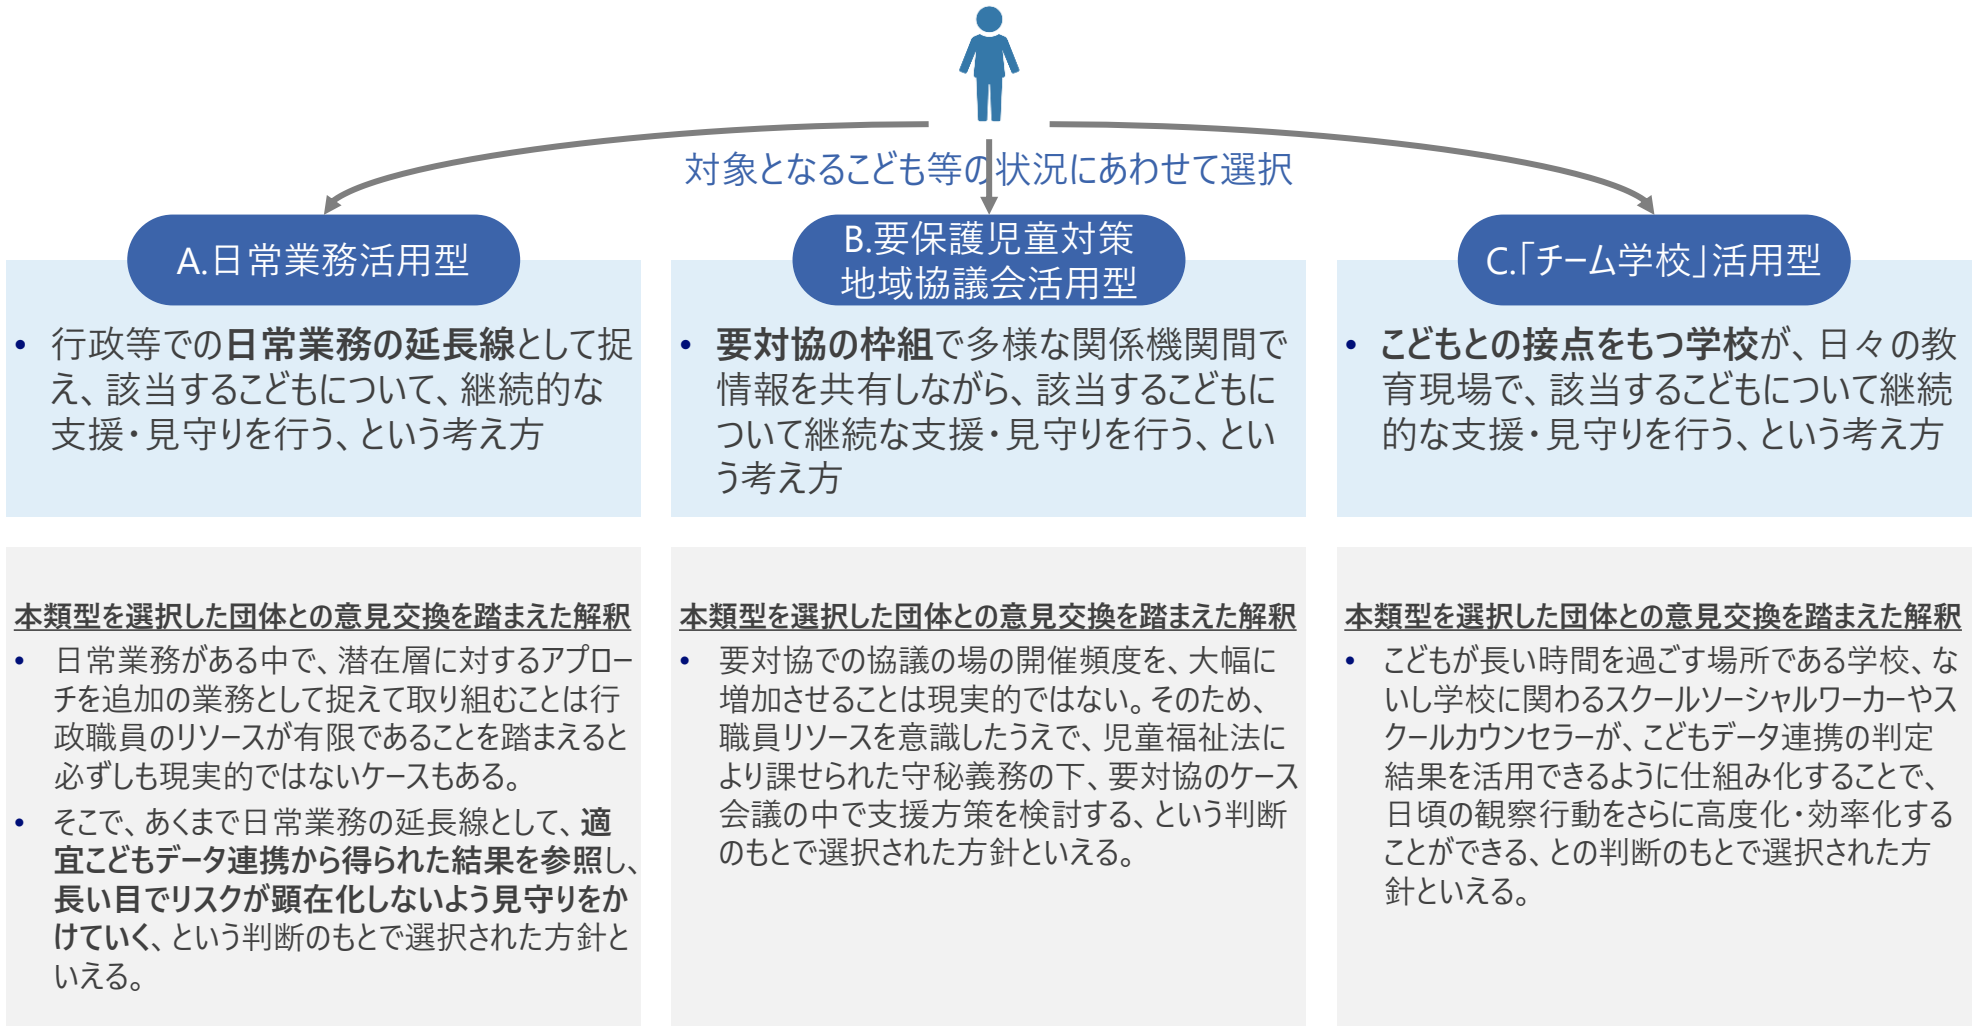 対象となるこども等の状況にあわせて選択
A.日常業務活用型
• 行政等での日常業務の延長線として捉
え、該当するこどもについて、継続的な
支援・見守りを行う、という考え方
本類型を選択した団体との意見交換を踏まえた解釈
• 日常業務がある中で、潜在層に対するアプロー
チを追加の業務として捉えて取り組むことは行
政職員のリソースが有限であることを踏まえると
必ずしも現実的ではないケースもある。
• そこで、あくまで日常業務の延長線として、適
宜こどもデータ連携から得られた結果を参照し、
長い目でリスクが顕在化しないよう見守りをか
けていく、という判断のもとで選択された方針と
いえる。
B.要保護児童対策
地域協議会活用型
• 要対協の枠組で多様な関係機関間で
情報を共有しながら、該当するこどもに
ついて継続な支援・見守りを行う、とい
う考え方
本類型を選択した団体との意見交換を踏まえた解釈
• 要対協での協議の場の開催頻度を、大幅に
増加させることは現実的ではない。そのため、
職員リソースを意識したうえで、児童福祉法に
より課せられた守秘義務の下、要対協のケース
会議の中で支援方策を検討する、という判断
のもとで選択された方針といえる。
C.「チーム学校」活用型
• こどもとの接点をもつ学校が、日々の教
育現場で、該当するこどもについて継続
的な支援・見守りを行う、という考え方
本類型を選択した団体との意見交換を踏まえた解釈
• こどもが長い時間を過ごす場所である学校、な
いし学校に関わるスクールソーシャルワーカーやス
クールカウンセラーが、こどもデータ連携の判定
結果を活用できるように仕組み化することで、
日頃の観察行動をさらに高度化・効率化する
ことができる、との判断のもとで選択された方
針といえる。